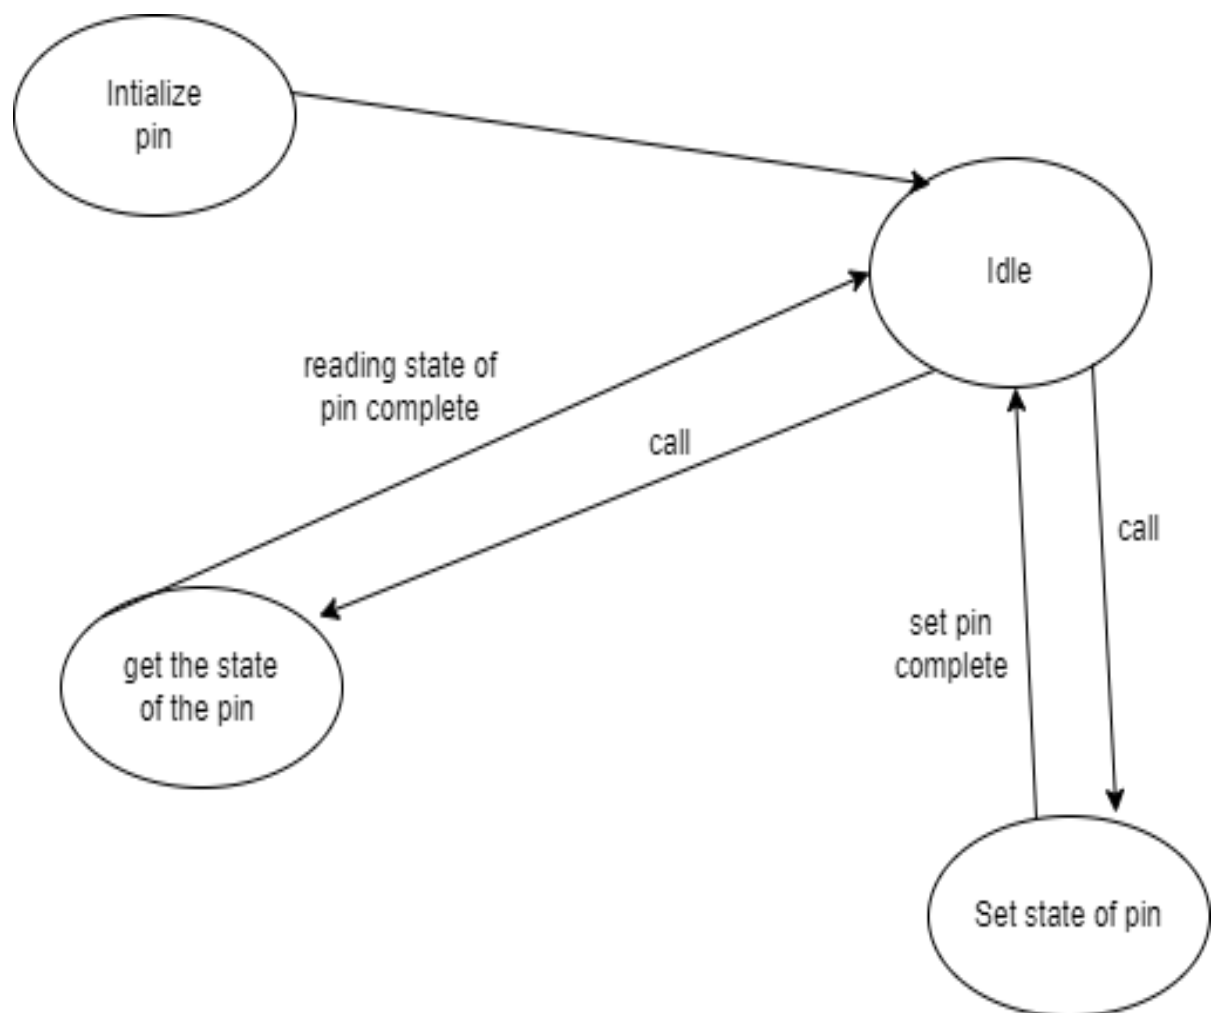 Intialize
pin
Idle
reading state of
pin complete
call
call
set pin
complete
get the state
of the pin
Set state of pin